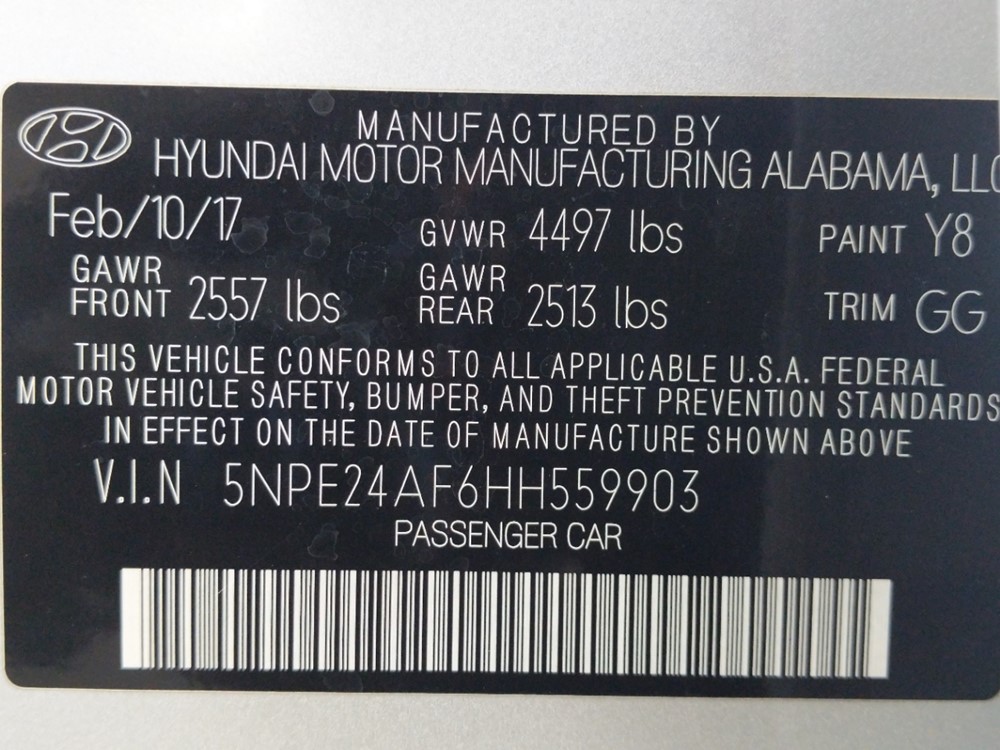 MANUFACTURED BY
HYUNDAI MOTOR MANUFACTURING ALABAMA, LLC
Feb/10/17 GVWR 4497 lbs PAINT Y8
GAWR FRONT 2557 lbs GAWR REAR 2513 lbs TRIM GG
THIS VEHICLE CONFORMS TO ALL APPLICABLE U.S.A. FEDERAL
MOTOR VEHICLE SAFETY, BUMPER, AND THEFT PREVENTION STANDARDS
IN EFFECT ON THE DATE OF MANUFACTURE SHOWN ABOVE
V.I.N 5NPE24AF6HH559903
PASSENGER CAR